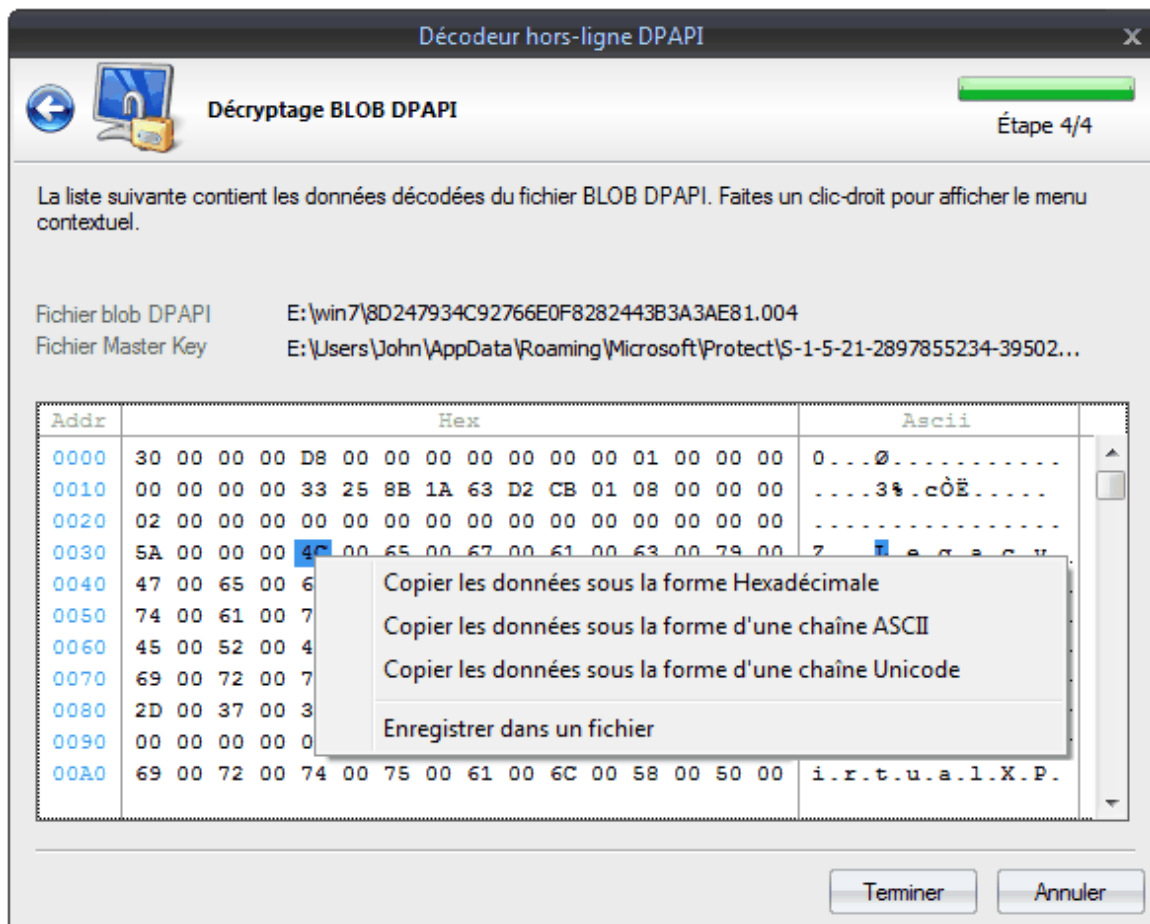 Décodeur hors-ligne DPAPI
x
Décryptage BLOB DPAPI
Étape 4/4
La liste suivante contient les données décodées du fichier BLOB DPAPI. Faites un clic-droit pour afficher le menu
contextuel.
Fichier blob DPAPI E:\win7\8D247934C92766E0F8282443B3A3AE81.004
Fichier Master Key E:\Users\John\AppData\Roaming\Microsoft\Protect\S-1-5-21-2897855234-39502...
Addr Hex Ascii
0000 30 00 00 00 D8 00 00 00 00 00 00 00 01 00 00 00 0...Ø...........
0010 00 00 00 00 33 25 8B 1A 63 D2 CB 01 08 00 00 00 ....3%.cÒË.....
0020 02 00 00 00 00 00 00 00 00 00 00 00 00 00 00 00 ................
0030 5A 00 00 00 4C 00 65 00 67 00 61 00 63 00 79 00 Z...L.e.g.a.c.y.
0040 47 00 65 00 6
0050 74 00 61 00 7
0060 45 00 52 00 4
0070 69 00 72 00 7
0080 2D 00 37 00 3
0090 00 00 00 00 0
00A0 69 00 72 00 74 00 75 00 61 00 6C 00 58 00 50 00 i.r.t.u.a.l.X.P.
Copier les données sous la forme Hexadécimale
Copier les données sous la forme d'une chaîne ASCII
Copier les données sous la forme d'une chaîne Unicode
Enregistrer dans un fichier
Terminer Annuler